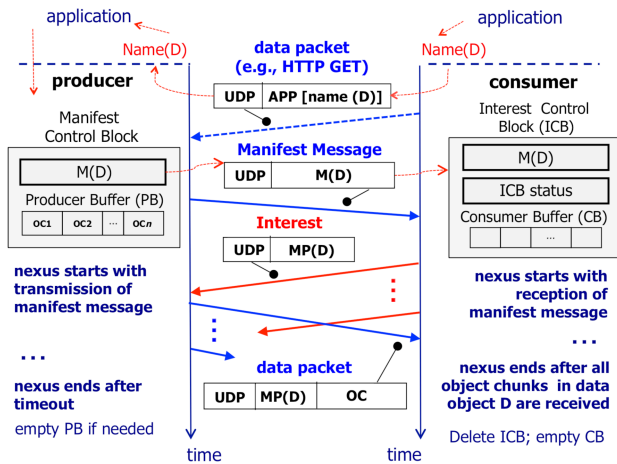 application
application
Name(D)
data packet
(e.g., HTTP GET)
Name(D)
producer
consumer
UDP
APP [name (D)]
Manifest
Control Block
Interest Control
Block (ICB)
M(D)
Manifest Message
M(D)
UDP
M(D)
ICB status
Producer Buffer (PB)
OC1
OC2
...
OCn
Consumer Buffer (CB)
...
Interest
UDP
MP(D)
nexus starts with
transmission of
manifest message
nexus starts with
reception of
manifest message
...
...
data packet
nexus ends after all
object chunks in data
object D are received
nexus ends after
timeout
UDP
MP(D)
OC
empty PB if needed
Delete ICB; empty CB
time
time